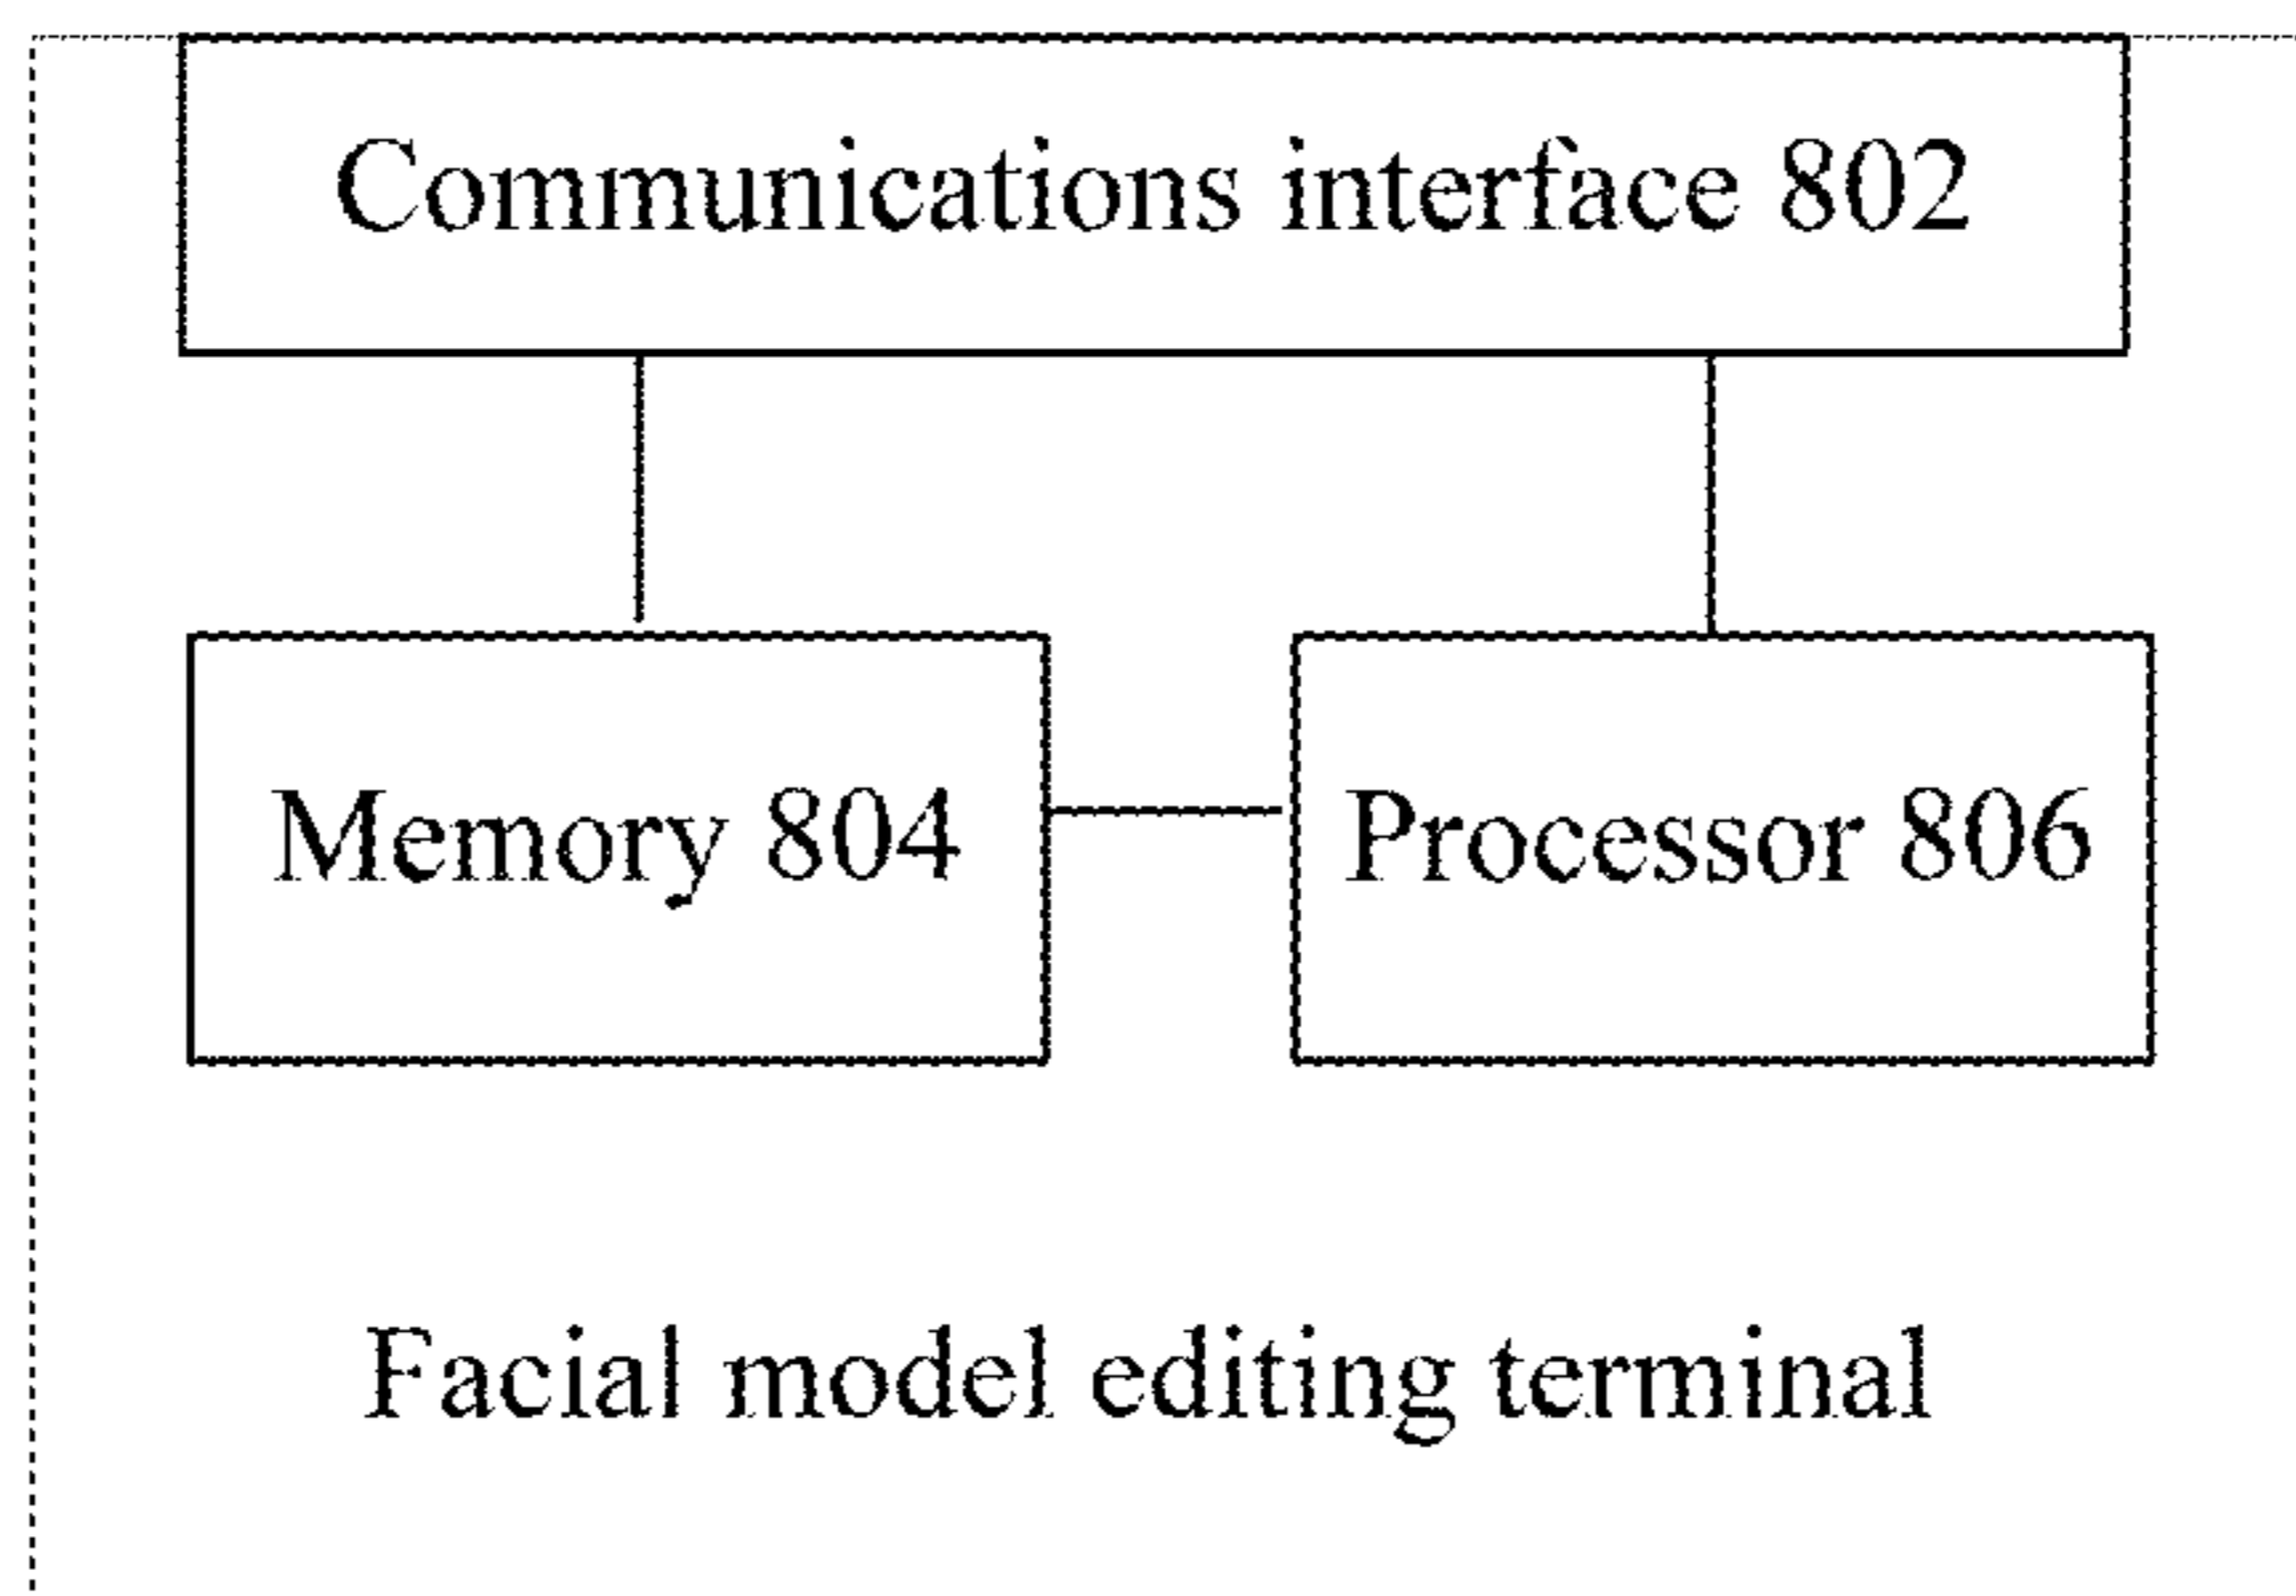 Communications interface 802
Memory 804
Processor 806
Facial model editing terminal